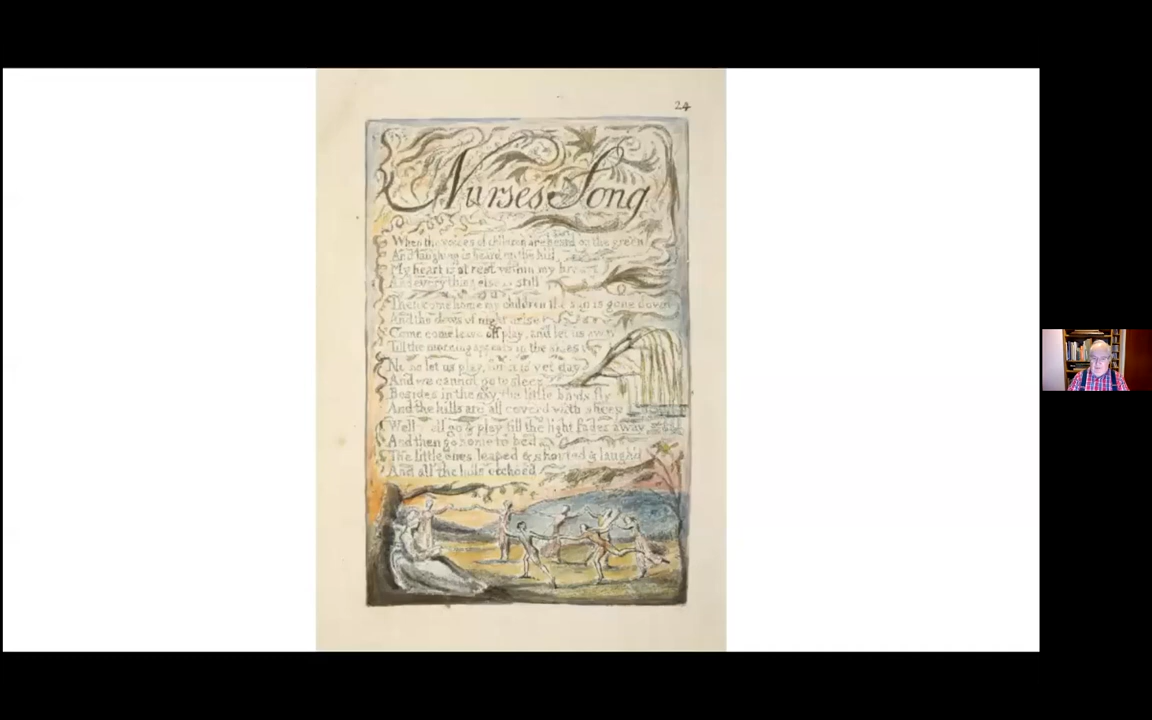 24
Nurses Song
When the voices of children are heard on the green
And laughing is heard on the hill
My heart is at rest within my breast
And every thing else is still
Then come home my children the sun is gone down
And the dews of night arise
Come come leave off play, and let us away
Till the morning appears in the skies
No no let us play, for it is yet day
And we cannot go to sleep
Besides in the sky, the little birds fly
And the hills are all coverd with sheep
Well well go & play till the light fades away
And then go home to bed
The little ones leaped & shouted & laugh'd
And all the hills ecchoed